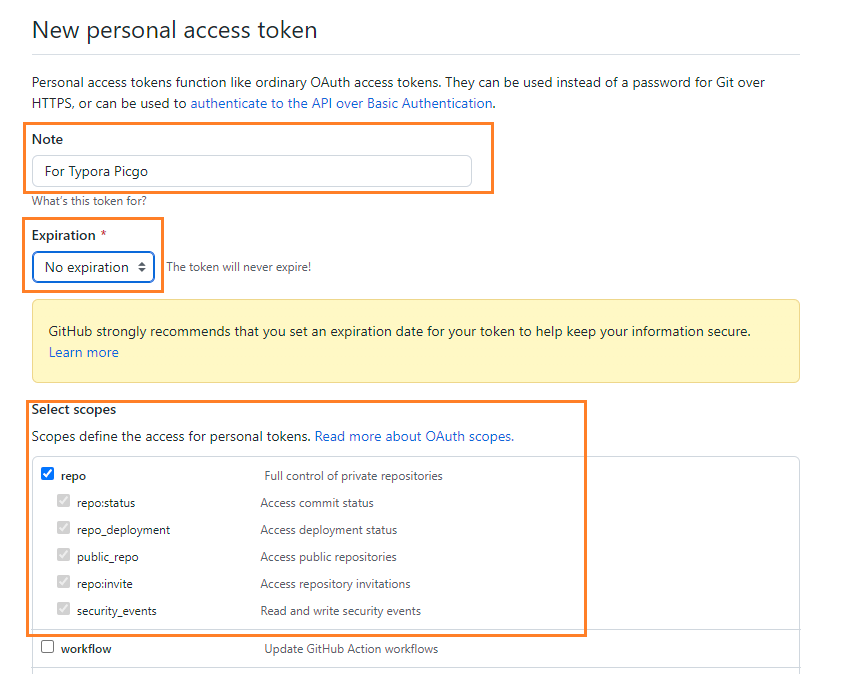 New personal access token
Personal access tokens function like ordinary OAuth access tokens. They can be used instead of a password for Git over
HTTPS, or can be used to authenticate to the API over Basic Authentication.
Note
For Typora Picgo
What's this token for?
Expiration *
No expiration The token will never expire!
GitHub strongly recommends that you set an expiration date for your token to help keep your information secure.
Learn more
Select scopes
Scopes define the access for personal tokens. Read more about OAuth scopes.
repo Full control of private repositories
repo:status Access commit status
repo_deployment Access deployment status
public_repo Access public repositories
repo:invite Access repository invitations
security_events Read and write security events
workflow Update GitHub Action workflows